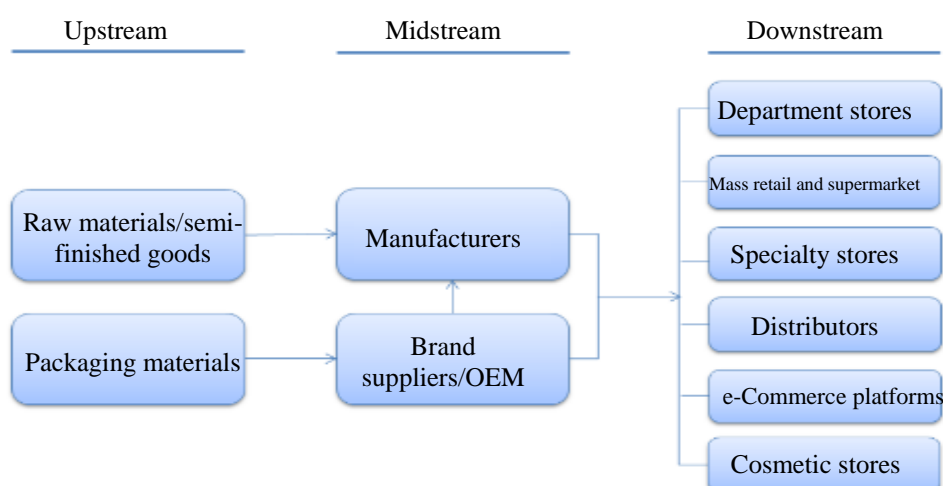 Upstream
Midstream
Downstream
Raw materials/semi-
finished goods
Packaging materials
Manufacturers
Brand
suppliers/OEM
Department stores
Mass retail and supermarket
Specialty stores
Distributors
e-Commerce platforms
Cosmetic stores